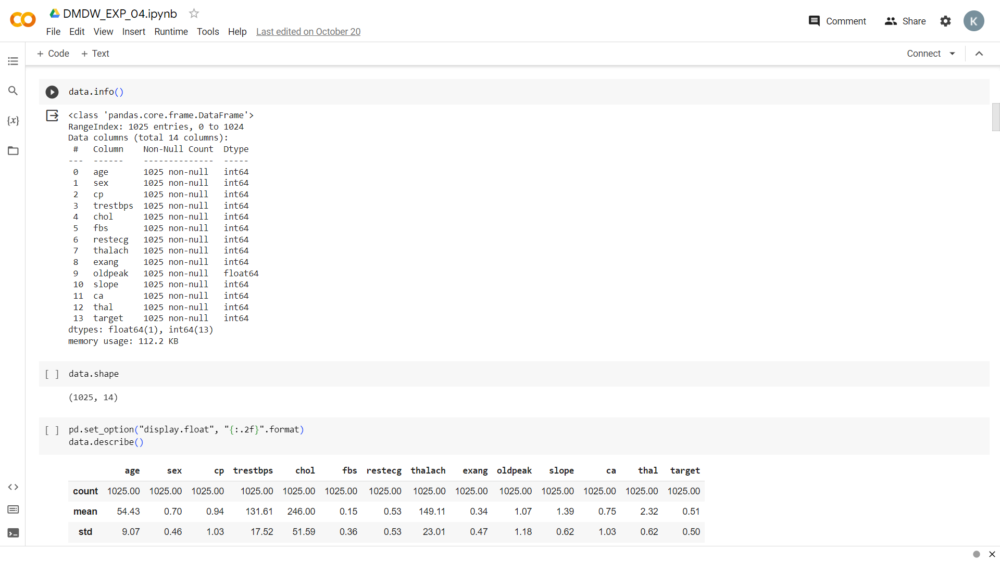 DMDW_EXP_04.ipynb
File Edit View Insert Runtime Tools Help Last edited on October 20
Comment Share K
+ Code + Text Connect
data.info()
<class 'pandas.core.frame.DataFrame'>
RangeIndex: 1025 entries, 0 to 1024
Data columns (total 14 columns):
# Column Non-Null Count Dtype
--- ------ -------------- -----
0 age 1025 non-null int64
1 sex 1025 non-null int64
2 cp 1025 non-null int64
3 trestbps 1025 non-null int64
4 chol 1025 non-null int64
5 fbs 1025 non-null int64
6 restecg 1025 non-null int64
7 thalach 1025 non-null int64
8 exang 1025 non-null int64
9 oldpeak 1025 non-null float64
10 slope 1025 non-null int64
11 ca 1025 non-null int64
12 thal 1025 non-null int64
13 target 1025 non-null int64
dtypes: float64(1), int64(13)
memory usage: 112.2 KB
[ ] data.shape
(1025, 14)
[ ] pd.set_option("display.float", "{:.2f}".format)
data.describe()
age sex cp trestbps chol fbs restecg thalach exang oldpeak slope ca thal target
count 1025.00 1025.00 1025.00 1025.00 1025.00 1025.00 1025.00 1025.00 1025.00 1025.00 1025.00 1025.00 1025.00 1025.00
mean 54.43 0.70 0.94 131.61 246.00 0.15 0.53 149.11 0.34 1.07 1.39 0.75 2.32 0.51
std 9.07 0.46 1.03 17.52 51.59 0.36 0.53 23.01 0.47 1.18 0.62 1.03 0.62 0.50